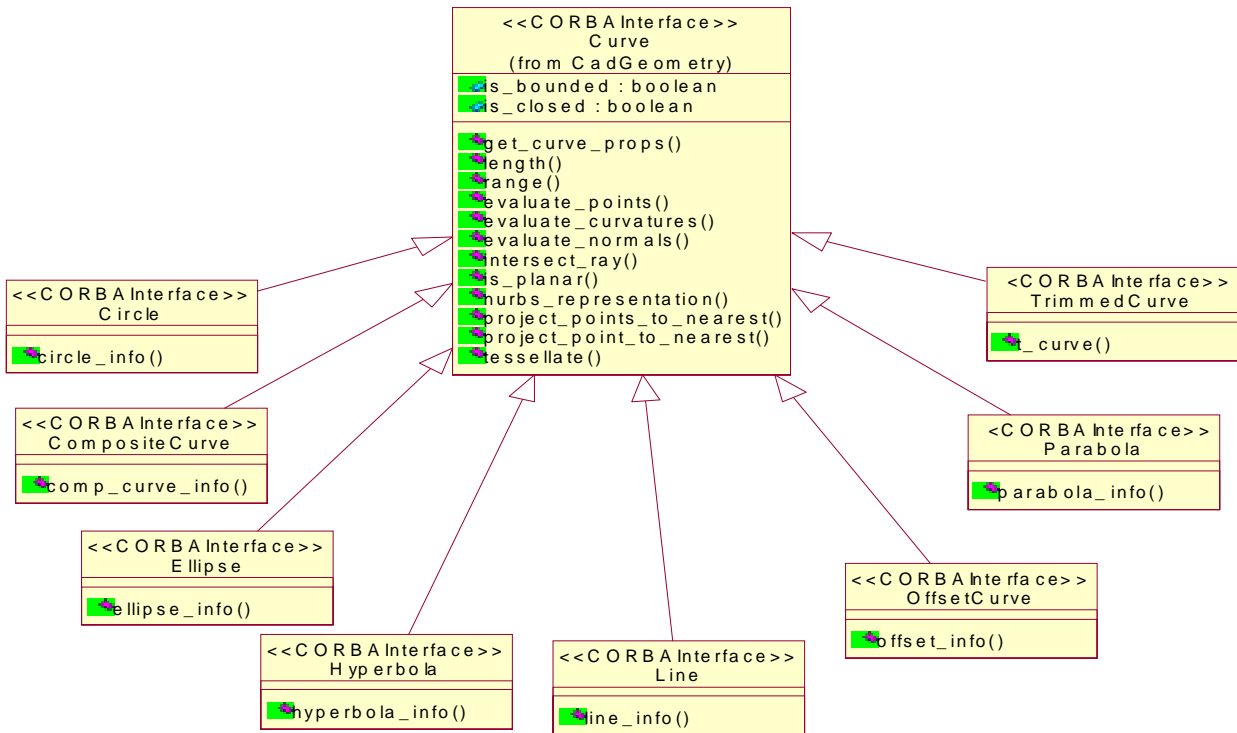 <<CORBAInterface>>
Curve
(from CadGeometry)
is_bounded : boolean
is_closed : boolean
get_curve_props()
length()
range()
evaluate_points()
evaluate_curvatures()
evaluate_normals()
intersect_ray()
is_planar()
nurbs_representation()
project_points_to_nearest()
project_point_to_nearest()
tessellate()
<<CORBAInterface>>
Circle
circle_info()
<CORBAInterface>>
TrimmedCurve
t_curve()
<<CORBAInterface>>
CompositeCurve
comp_curve_info()
<CORBAInterface>>
Parabola
parabola_info()
<<CORBAInterface>>
Ellipse
ellipse_info()
<<CORBAInterface>>
OffsetCurve
offset_info()
<<CORBAInterface>>
Hyperbola
hyperbola_info()
<<CORBAInterface>>
Line
line_info()